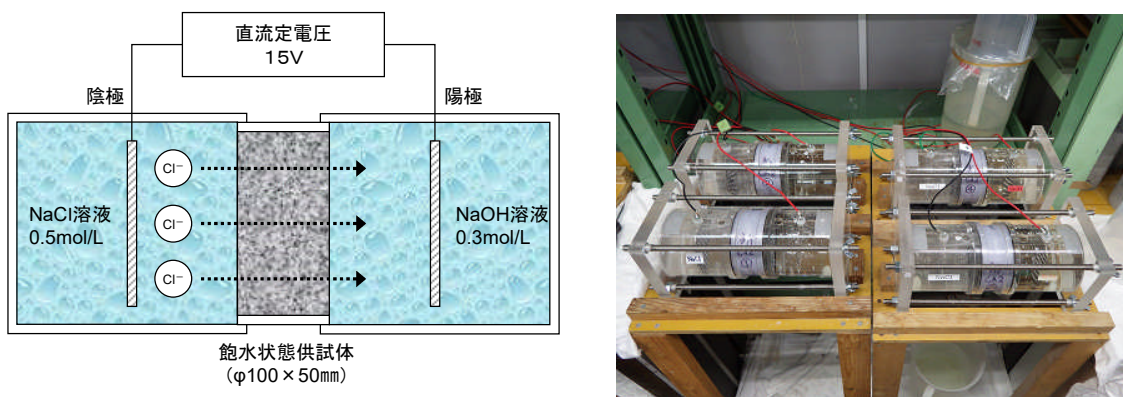 直流定電圧
15V
陰極
陽極
Cl⁻
Cl⁻
Cl⁻
NaCl溶液
0.5mol/L
NaOH溶液
0.3mol/L
飽水状態供試体
（φ100×50㎜）